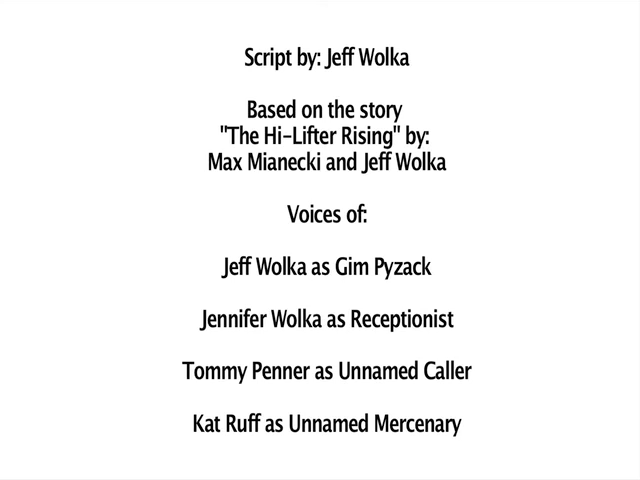 Script by: Jeff Wolka
Based on the story
"The Hi-Lifter Rising" by:
Max Mianecki and Jeff Wolka
Voices of:
Jeff Wolka as Gim Pyzack
Jennifer Wolka as Receptionist
Tommy Penner as Unnamed Caller
Kat Ruff as Unnamed Mercenary